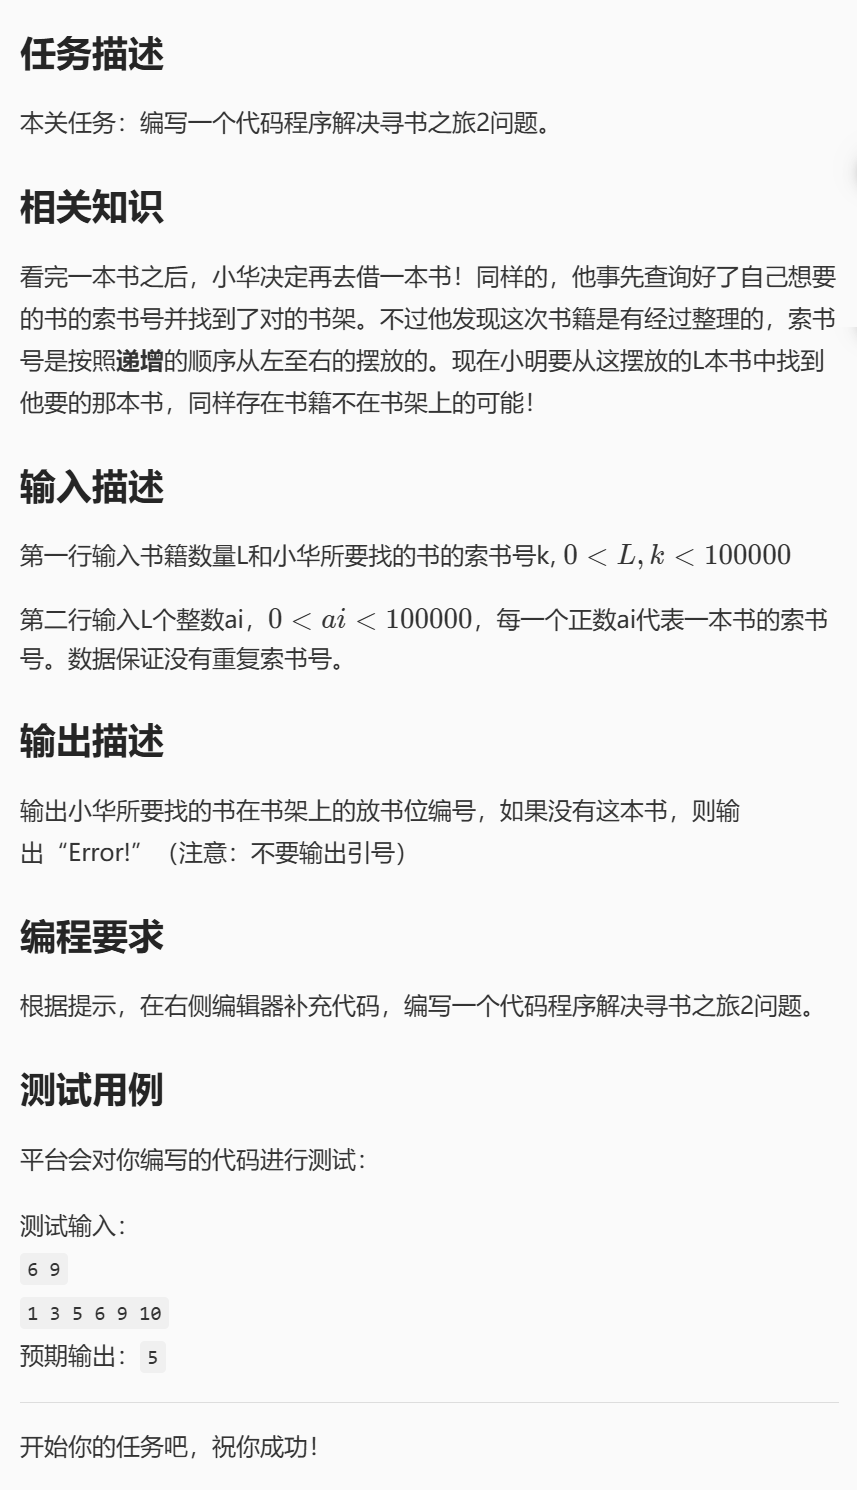 任务描述
本关任务：编写一个代码程序解决寻书之旅2问题。
相关知识
看完一本书之后，小华决定再去借一本书！同样的，他事先查询好了自己想要
的书的索书号并找到了对的书架。不过他发现这次书籍是有经过整理的，索书
号是按照递增的顺序从左至右的摆放的。现在小明要从这摆放的L本书中找到
他要的那本书，同样存在书籍不在书架上的可能！
输入描述
第一行输入书籍数量L和小华所要找的书的索书号k, 0 < L, k < 100000
第二行输入L个整数ai，0 < ai < 100000，每一个正数ai代表一本书的索书
号。数据保证没有重复索书号。
输出描述
输出小华所要找的书在书架上的放书位编号，如果没有这本书，则输
出“Error!”（注意：不要输出引号）
编程要求
根据提示，在右侧编辑器补充代码，编写一个代码程序解决寻书之旅2问题。
测试用例
平台会对你编写的代码进行测试：
测试输入：
6 9
1 3 5 6 9 10
预期输出：5
开始你的任务吧，祝你成功！